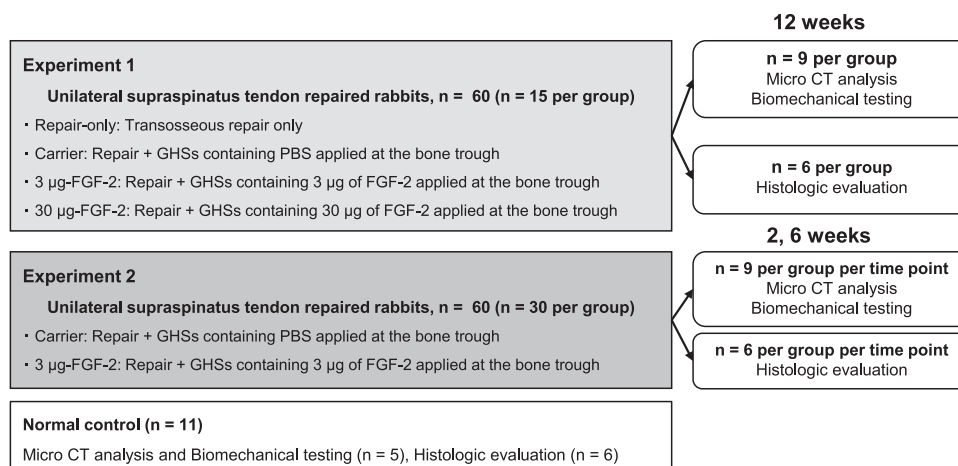 12 weeks
Experiment 1
Unilateral supraspinatus tendon repaired rabbits, n = 60 (n = 15 per group)
・ Repair-only: Transosseous repair only
・ Carrier: Repair + GHSs containing PBS applied at the bone trough
・ 3 μg-FGF-2: Repair + GHSs containing 3 μg of FGF-2 applied at the bone trough
・ 30 μg-FGF-2: Repair + GHSs containing 30 μg of FGF-2 applied at the bone trough
n = 9 per group
Micro CT analysis
Biomechanical testing
n = 6 per group
Histologic evaluation
2, 6 weeks
Experiment 2
Unilateral supraspinatus tendon repaired rabbits, n = 60 (n = 30 per group)
・ Carrier: Repair + GHSs containing PBS applied at the bone trough
・ 3 μg-FGF-2: Repair + GHSs containing 3 μg of FGF-2 applied at the bone trough
n = 9 per group per time point
Micro CT analysis
Biomechanical testing
n = 6 per group per time point
Histologic evaluation
Normal control (n = 11)
Micro CT analysis and Biomechanical testing (n = 5), Histologic evaluation (n = 6)